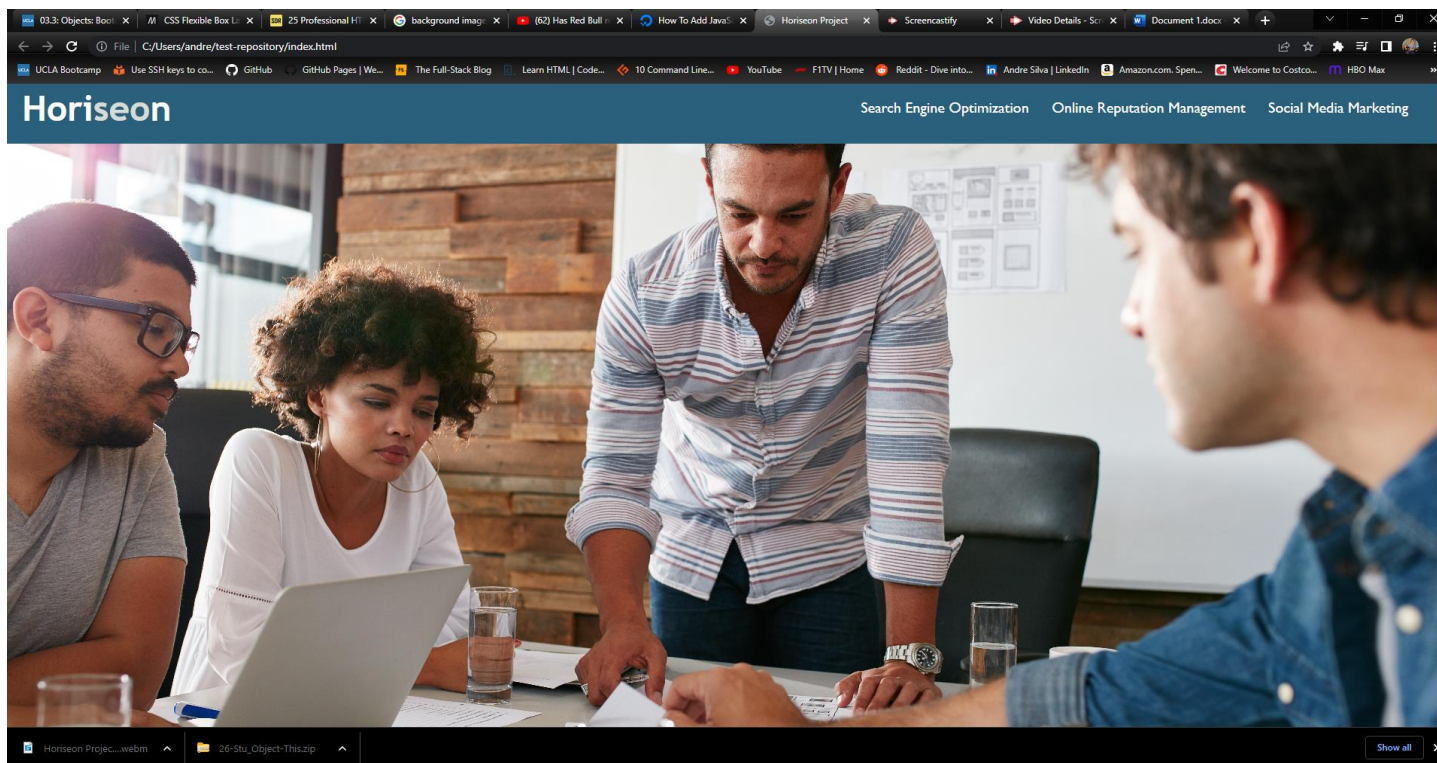 03.3: Objects: Boot
CSS Flexible Box La
25 Professional HT
background image
(62) Has Red Bull n
How To Add JavaS
Horiseon Project
Screencastify
Video Details - Scr
Document 1.docx
File | C:/Users/andre/test-repository/index.html
UCLA Bootcamp Use SSH keys to co... GitHub GitHub Pages | We... The Full-Stack Blog Learn HTML | Code... 10 Command Line... YouTube F1TV | Home Reddit - Dive into... Andre Silva | LinkedIn Amazon.com. Spen... Welcome to Costco... HBO Max
Horiseon
Search Engine Optimization Online Reputation Management Social Media Marketing
Horiseon Projec....webm 26-Stu_Object-This.zip Show all